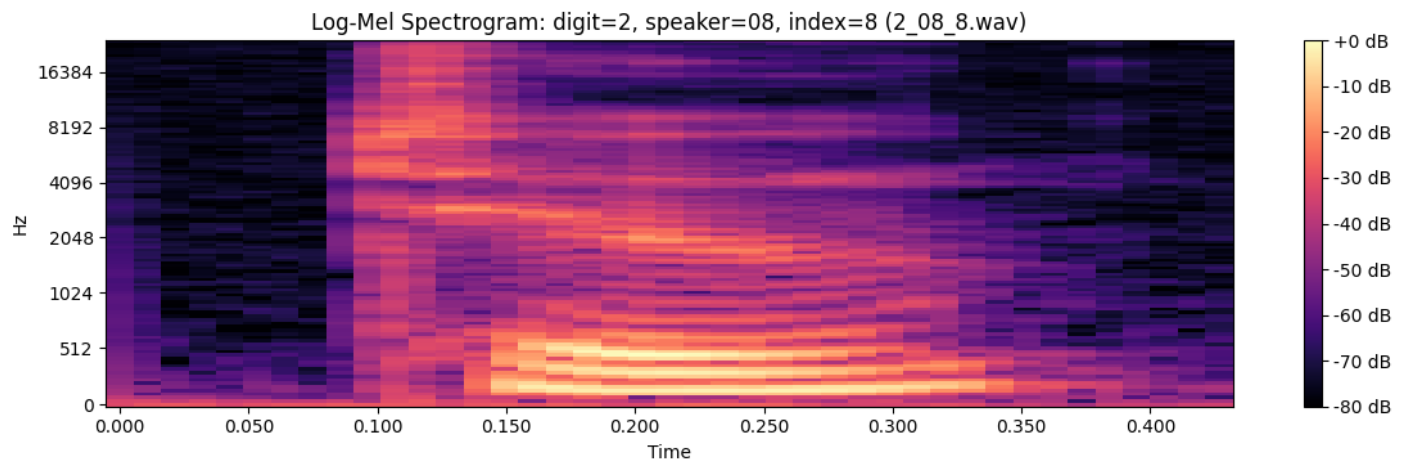 Log-Mel Spectrogram: digit=2, speaker=08, index=8 (2_08_8.wav)
Hz
16384
8192
4096
2048
1024
512
0
0.000 0.050 0.100 0.150 0.200 0.250 0.300 0.350 0.400
Time
+0 dB
-10 dB
-20 dB
-30 dB
-40 dB
-50 dB
-60 dB
-70 dB
-80 dB